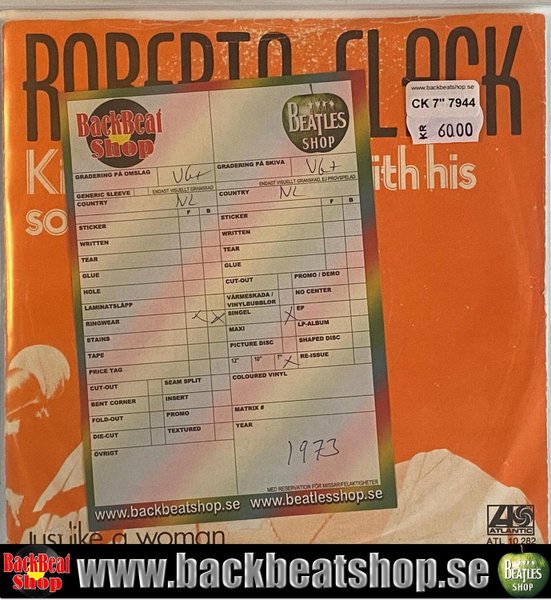 ROBERTO FLACK
www.backbeatshop.se
CK 7" 7944
KR 60.00
Ki ith his
so
BackBeat
Shop
BEATLES
SHOP
GRADERING PÅ OMSLAG VG+
GRADERING PÅ SKIVA VG+
GENERIC SLEEVE ENDAST VISUELLT GRANSKAD
ENDAST VISUELLT GRANSKAD, EJ PROVSPELAD
COUNTRY NL
COUNTRY NL
F B
F B
STICKER
WRITTEN
TEAR
GLUE
HOLE
LAMINATSLÄPP
RINGWEAR X X
STAINS
TAPE
PRICE TAG
CUT-OUT
SEAM SPLIT
BENT CORNER
INSERT
FOLD-OUT
PROMO
DIE-CUT
TEXTURED
ÖVRIGT
STICKER
WRITTEN
TEAR
GLUE
CUT-OUT
PROMO / DEMO
VÄRMESKADA /
VINYLBUBBLOR
NO CENTER
SINGEL X
EP
MAXI
LP-ALBUM
PICTURE DISC
SHAPED DISC
12" 10" 7" X
RE-ISSUE
COLOURED VINYL
MATRIX #
YEAR
1973
MED RESERVATION FÖR MISSAR/FELAKTIGHETER
www.backbeatshop.se www.beatlesshop.se
just like a woman
ATLANTIC
ATL 10.282
BackBeat
Shop
www.backbeatshop.se
BEATLES
SHOP